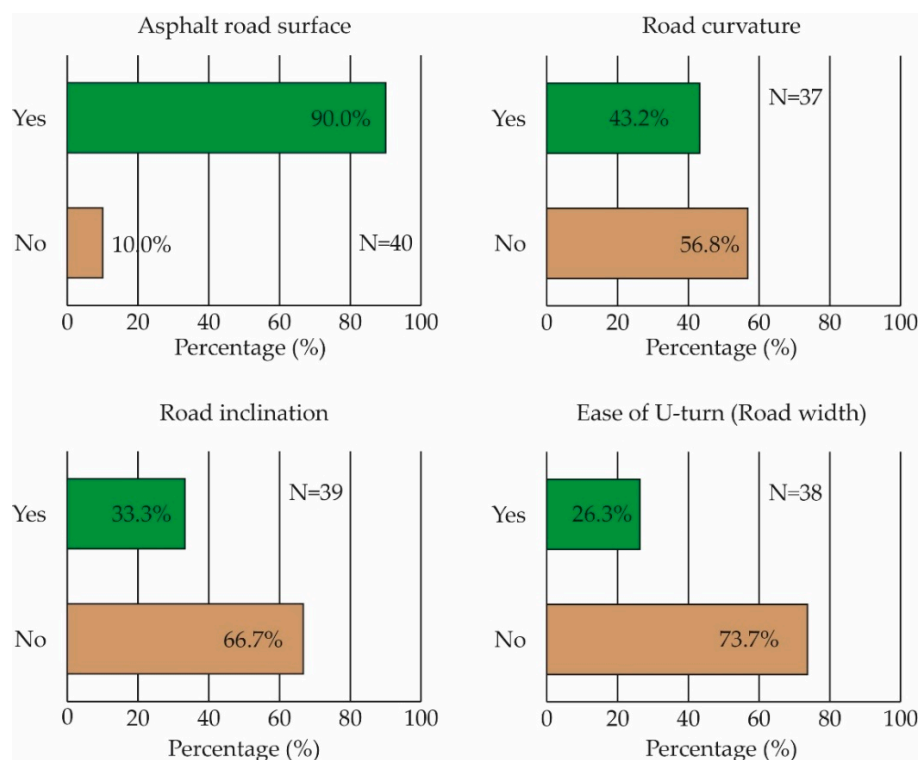 Asphalt road surface
Yes
90.0%
No
10.0%
N=40
0 20 40 60 80 100
Percentage (%)
Road curvature
N=37
Yes
43.2%
No
56.8%
0 20 40 60 80 100
Percentage (%)
Road inclination
N=39
Yes
33.3%
No
66.7%
0 20 40 60 80 100
Percentage (%)
Ease of U-turn (Road width)
N=38
Yes
26.3%
No
73.7%
0 20 40 60 80 100
Percentage (%)